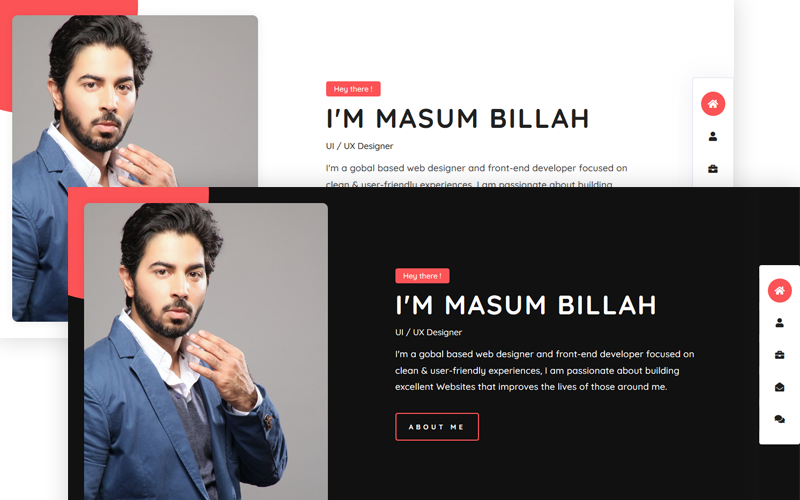 Hey there !
I'M MASUM BILLAH
UI / UX Designer
I'm a gobal based web designer and front-end developer focused on
clean & user-friendly experiences, I am passionate about building
Hey there !
I'M MASUM BILLAH
UI / UX Designer
I'm a gobal based web designer and front-end developer focused on
clean & user-friendly experiences, I am passionate about building
excellent Websites that improves the lives of those around me.
ABOUT ME